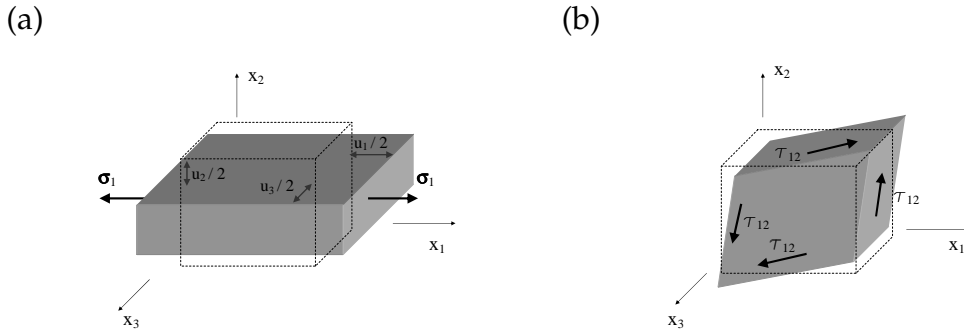 (a)
(b)
x₂
x₂
u₁ / 2
τ₁₂
u₂ / 2
u₃ / 2
σ₁
σ₁
τ₁₂
τ₁₂
τ₁₂
x₁
x₁
x₃
x₃